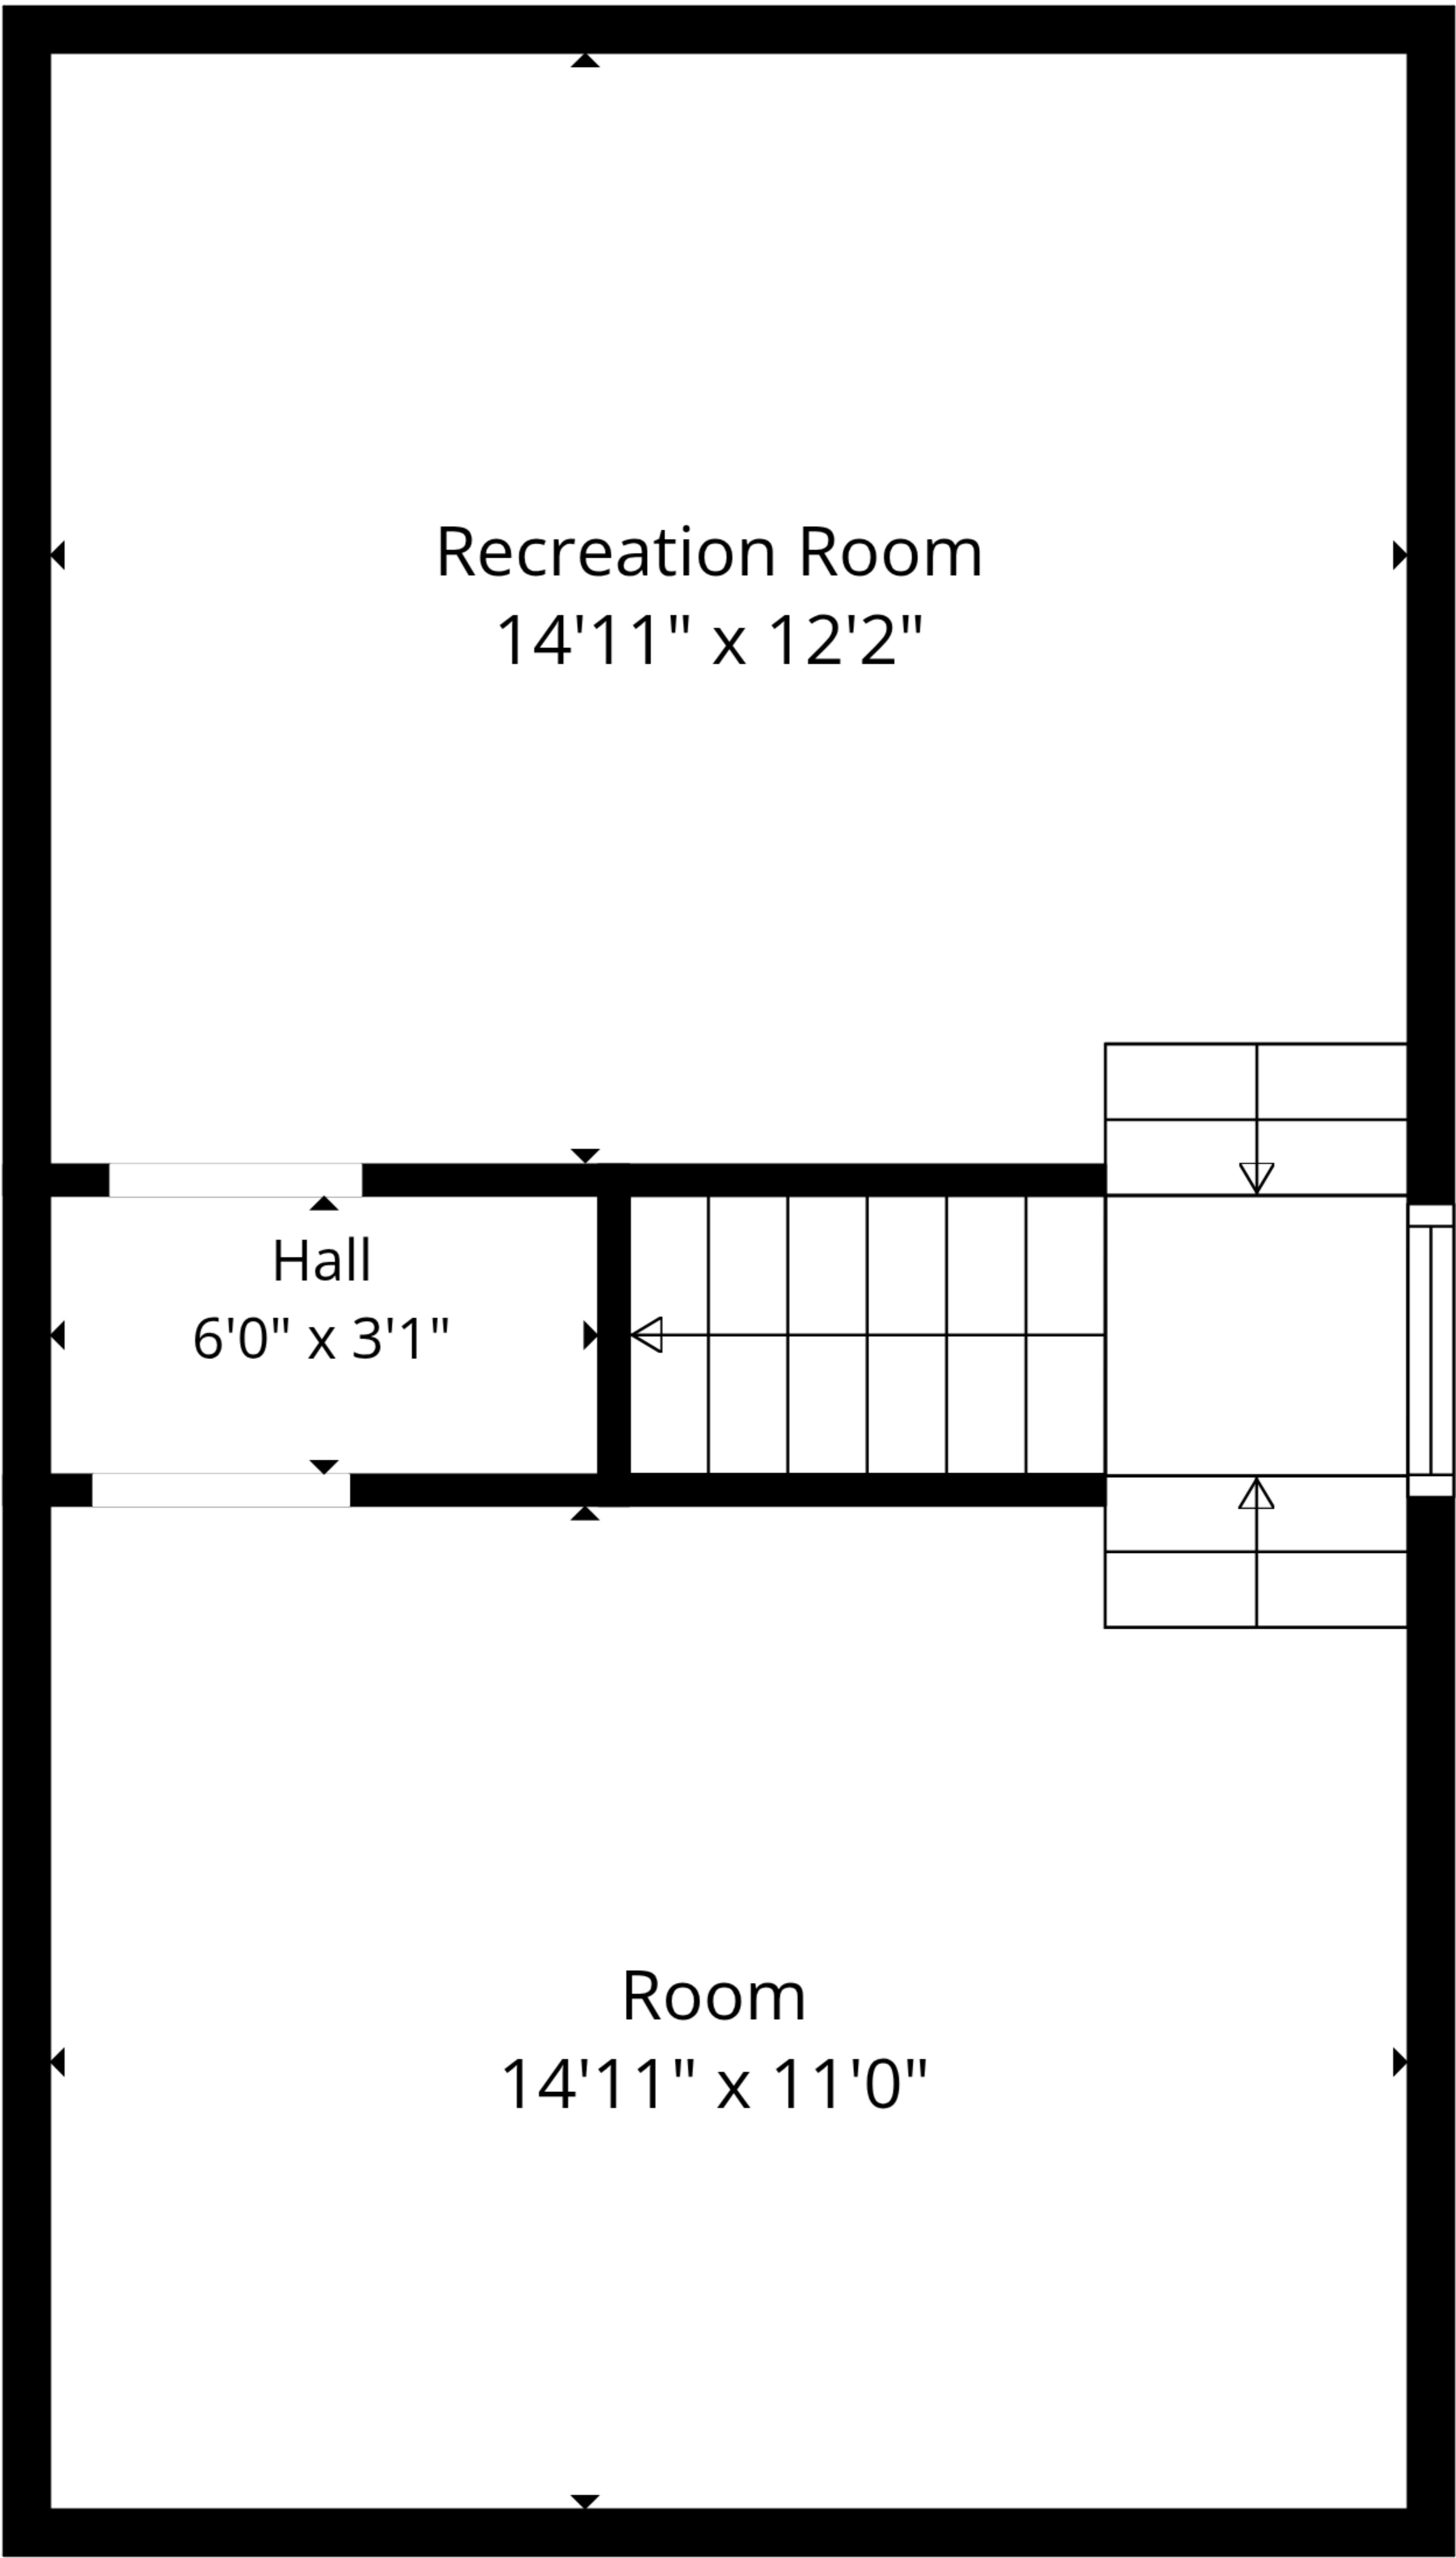 Recreation Room
14'11" x 12'2"
Hall
6'0" x 3'1"
Room
14'11" x 11'0"